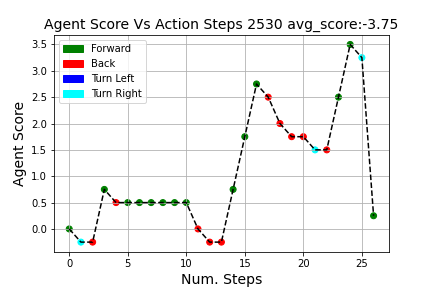 Agent Score Vs Action Steps 2530 avg_score:-3.75
Forward
Back
Turn Left
Turn Right
Agent Score
3.5
3.0
2.5
2.0
1.5
1.0
0.5
0.0
0 5 10 15 20 25
Num. Steps